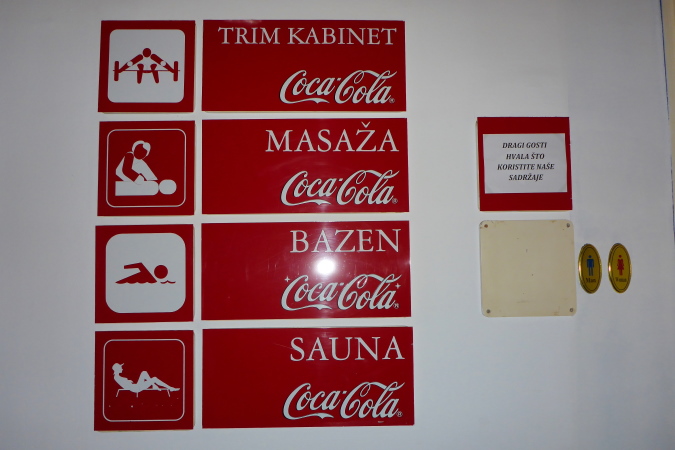 TRIM KABINET
Coca-Cola
MASAŽA
Coca-Cola
BAZEN
Coca-Cola
SAUNA
Coca-Cola
DRAGI GOSTI
HVALA ŠTO
KORISTITE NAŠE
SADRŽAJE